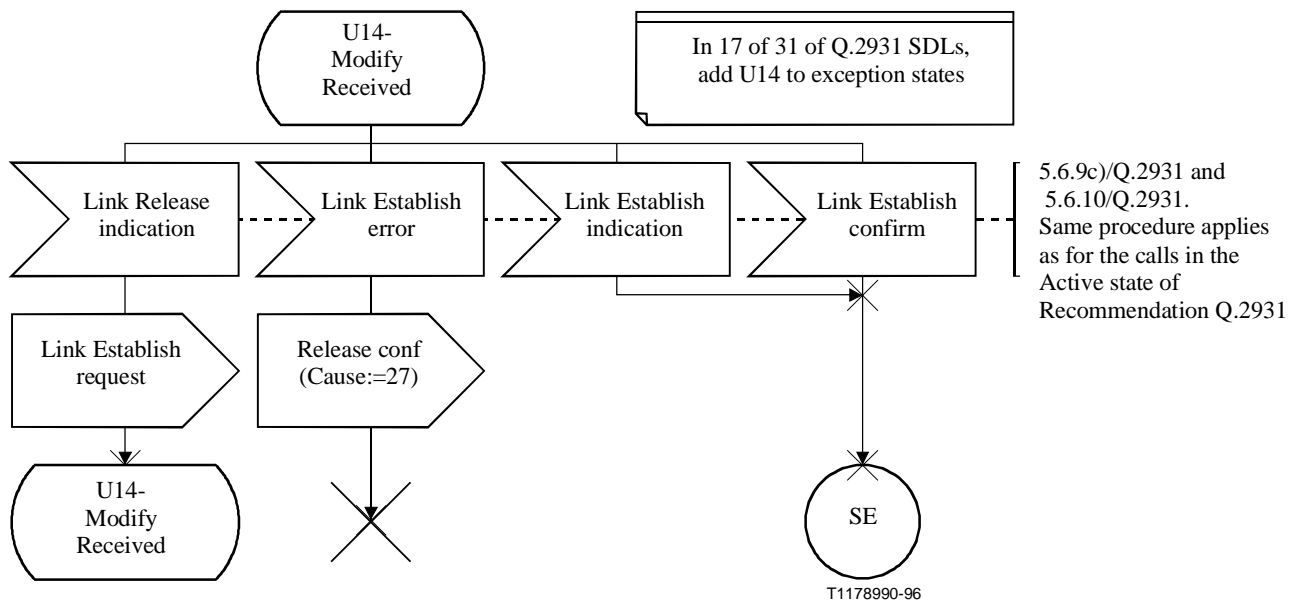 U14-
Modify
Received
In 17 of 31 of Q.2931 SDLs,
add U14 to exception states
Link Release
indication
Link Establish
error
Link Establish
indication
Link Establish
confirm
5.6.9c)/Q.2931 and
5.6.10/Q.2931.
Same procedure applies
as for the calls in the
Active state of
Recommendation Q.2931
Link Establish
request
Release conf
(Cause:=27)
U14-
Modify
Received
SE
T1178990-96